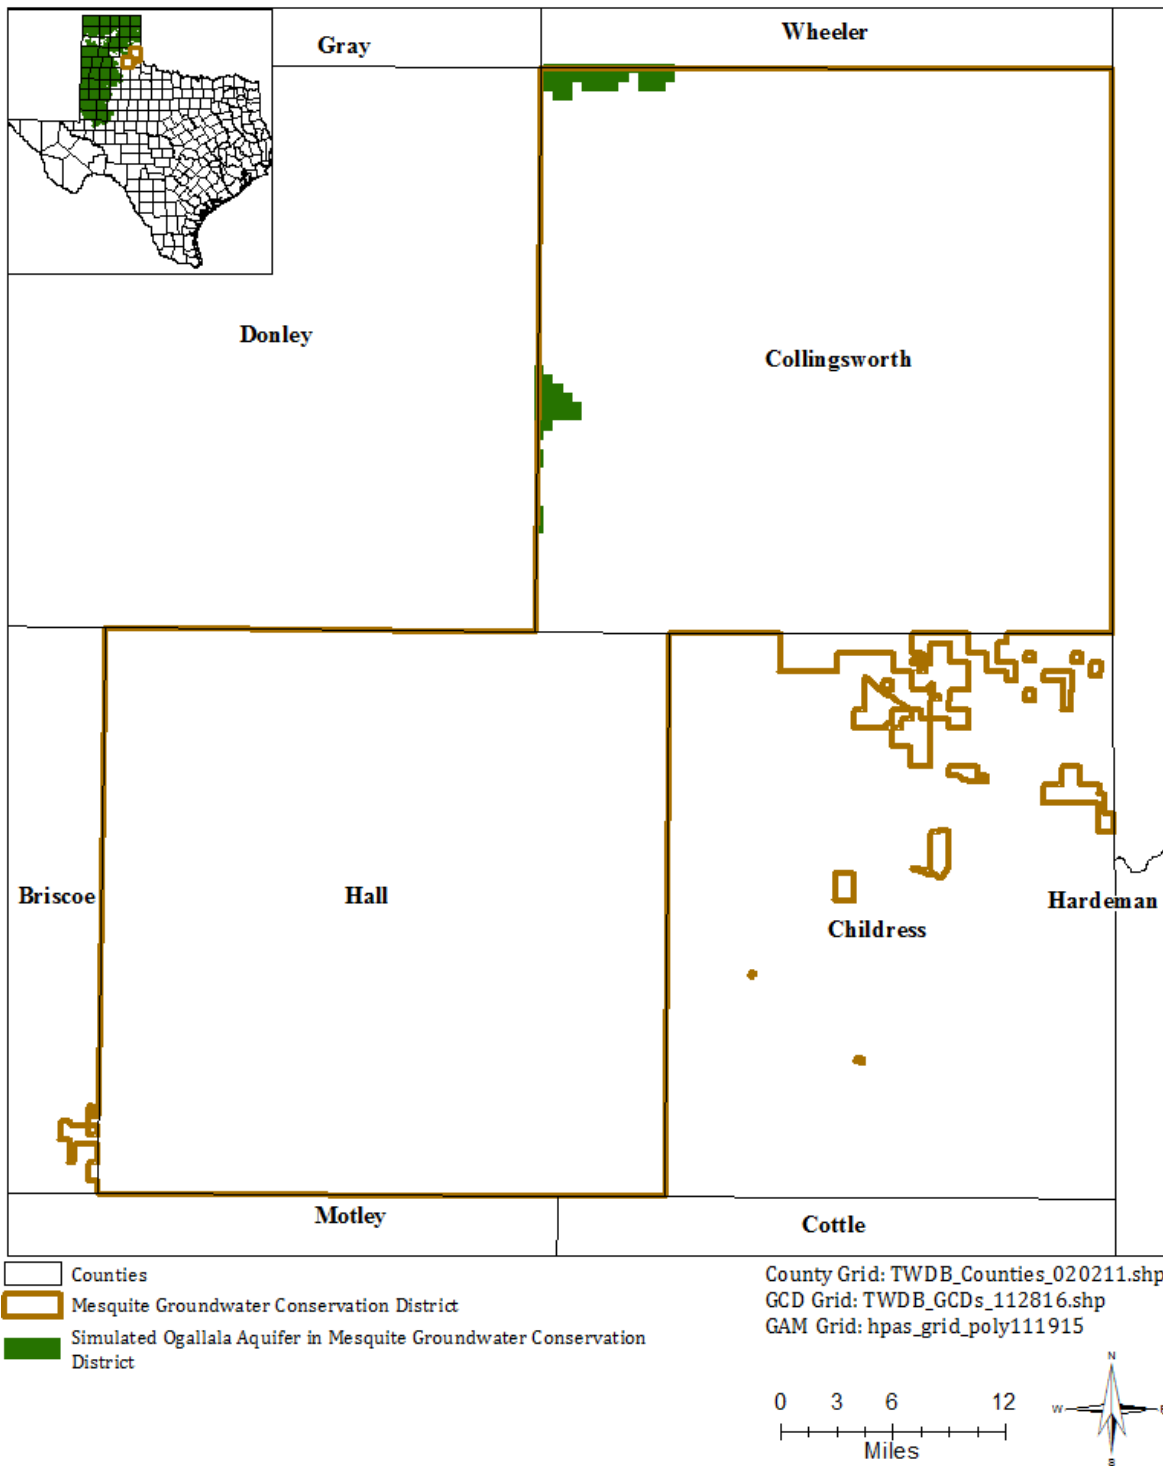 Gray
Wheeler
Donley
Collingsworth
Briscoe
Hall
Hardeman
Childress
Motley
Cottle
Counties
Mesquite Groundwater Conservation District
Simulated Ogallala Aquifer in Mesquite Groundwater Conservation
District
County Grid: TWDB_Counties_020211.shp
GCD Grid: TWDB_GCDs_112816.shp
GAM Grid: hpas_grid_poly111915
0 3 6 12
Miles
N
W
S